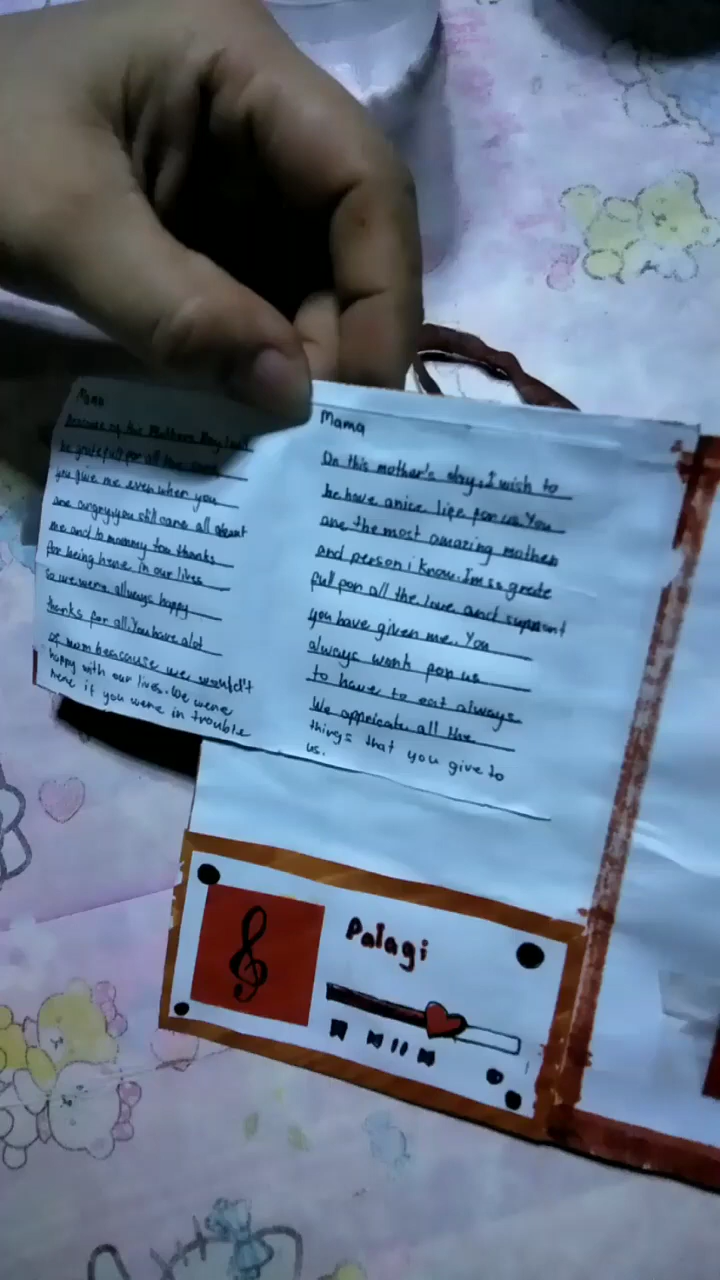 Mama
because of this Mothers Day, I will
be grateful for all the
you give me even when you
are angry, you still care all about
me and to mommy too thanks
for being here in our lives
so we were always happy
thanks for all. You have alot
of mom beacause we wouldn't
happy with our lives. We were
here if you were in trouble
Mama
On this mother's day, I wish to
be have a nice life for us. You
are the most amazing mother
and person i know. Im so grate
full for all the love and support
you have given me. You
always work for us
to have to eat always
We appricate all the
things that you give to
us.
Palagi